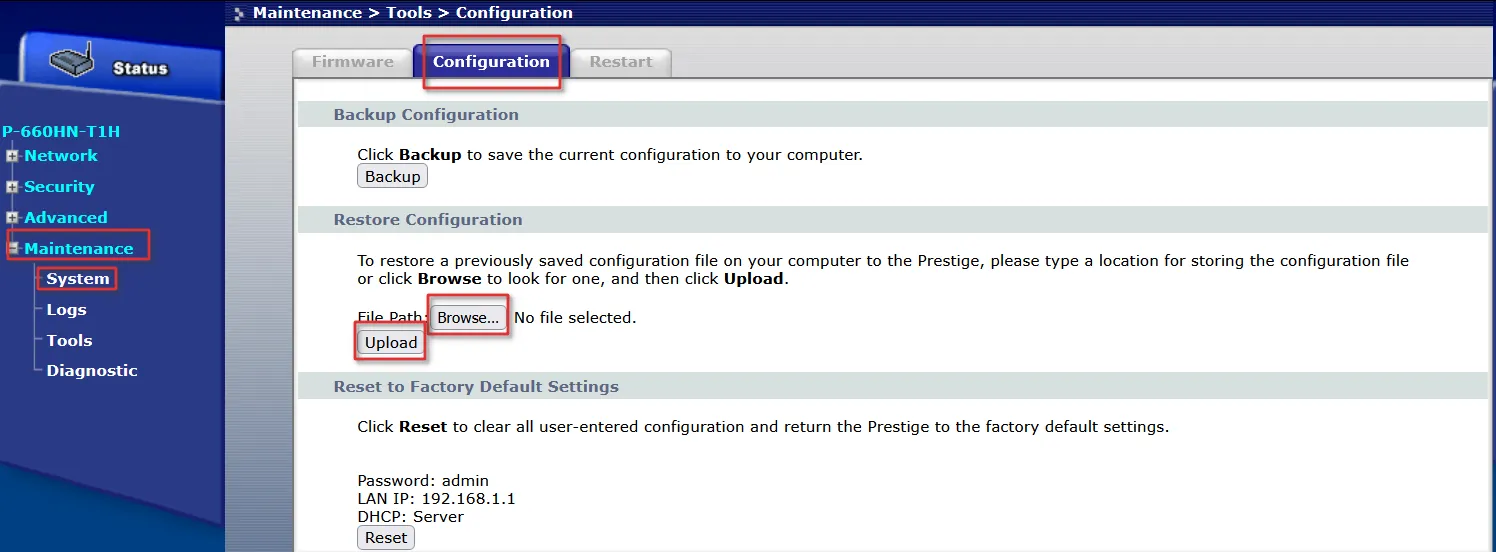 Maintenance > Tools > Configuration
Status
P-660HN-T1H
Network
Security
Advanced
Maintenance
System
Logs
Tools
Diagnostic
Firmware
Configuration
Restart
Backup Configuration
Click Backup to save the current configuration to your computer.
Backup
Restore Configuration
To restore a previously saved configuration file on your computer to the Prestige, please type a location for storing the configuration file
or click Browse to look for one, and then click Upload.
File Path: Browse... No file selected.
Upload
Reset to Factory Default Settings
Click Reset to clear all user-entered configuration and return the Prestige to the factory default settings.
Password: admin
LAN IP: 192.168.1.1
DHCP: Server
Reset